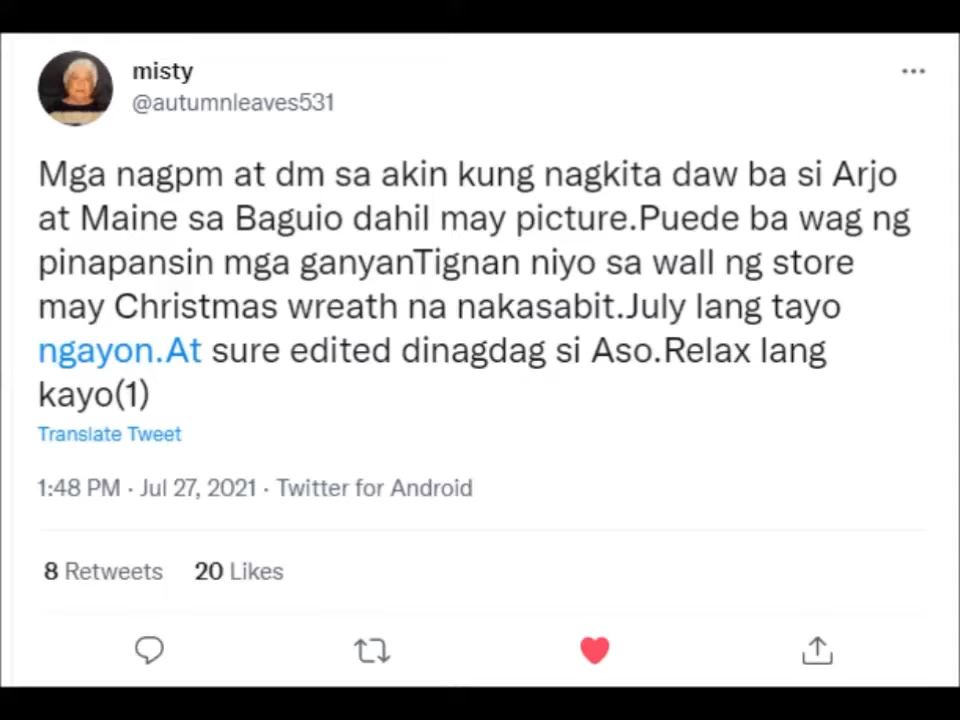 misty
@autumnleaves531
Mga nagpm at dm sa akin kung nagkita daw ba si Arjo
at Maine sa Baguio dahil may picture.Puede ba wag ng
pinapansin mga ganyanTignan niyo sa wall ng store
may Christmas wreath na nakasabit.July lang tayo
ngayon.At sure edited dinagdag si Aso.Relax lang
kayo(1)
Translate Tweet
1:48 PM · Jul 27, 2021 · Twitter for Android
8 Retweets 20 Likes